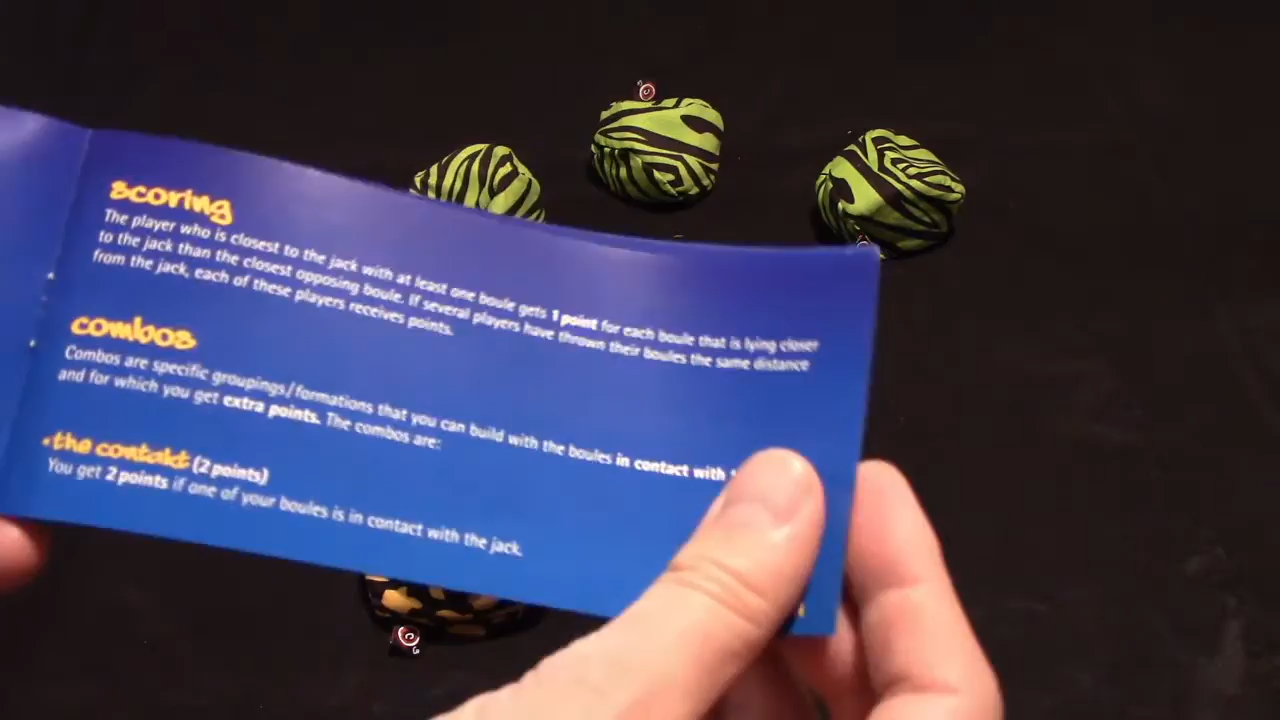 scoring
The player who is closest to the jack with at least one boule gets 1 point for each boule that is lying closer
to the jack than the closest opposing boule. If several players have thrown their boules the same distance
from the jack, each of these players receives points.
combos
Combos are specific groupings/formations that you can build with the boules in contact with
and for which you get extra points. The combos are:
the contakt (2 points)
You get 2 points if one of your boules is in contact with the jack.